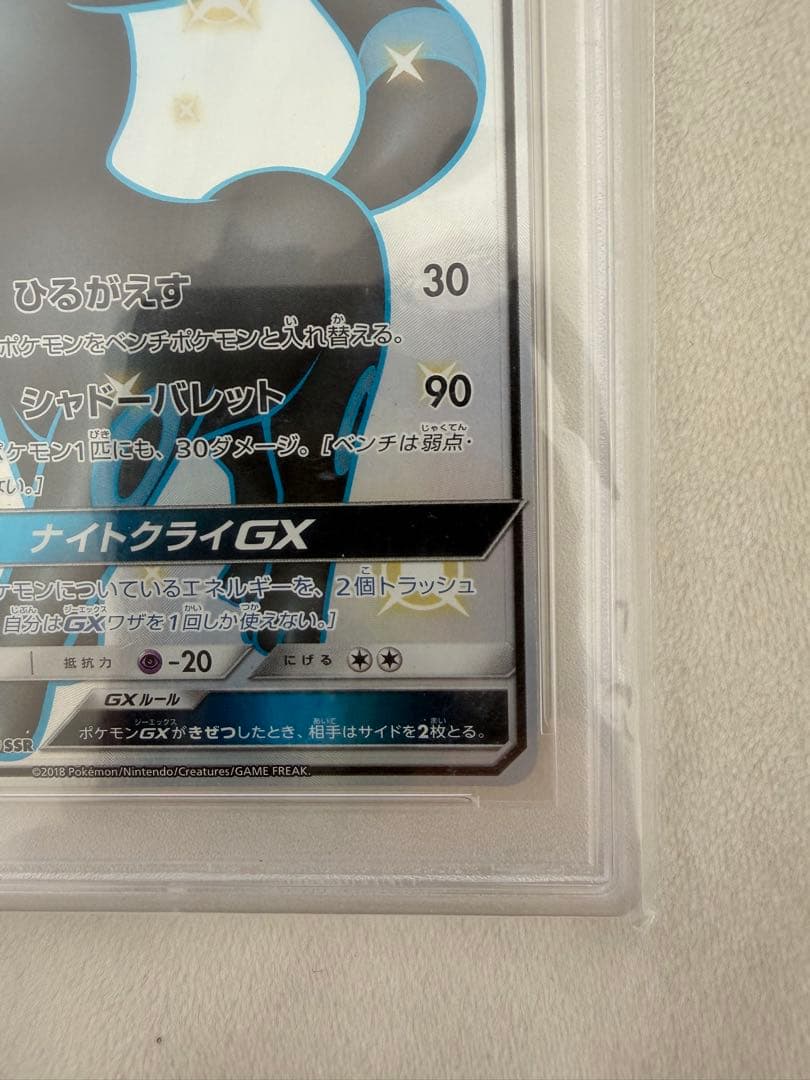 ひるがえす 30
ポケモンをベンチポケモンと入れ替える。
シャドーバレット 90
ポケモン1匹にも、30ダメージ。[ベンチは弱点・
ない。]
ナイトクライGX
ケモンについているエネルギーを、2個トラッシュ
自分はGXワザを1回しか使えない。]
抵抗力 -20 にげる
GXルール
ポケモンGXがきぜつしたとき、相手はサイドを2枚とる。
SSR
©2018 Pokémon/Nintendo/Creatures/GAME FREAK.